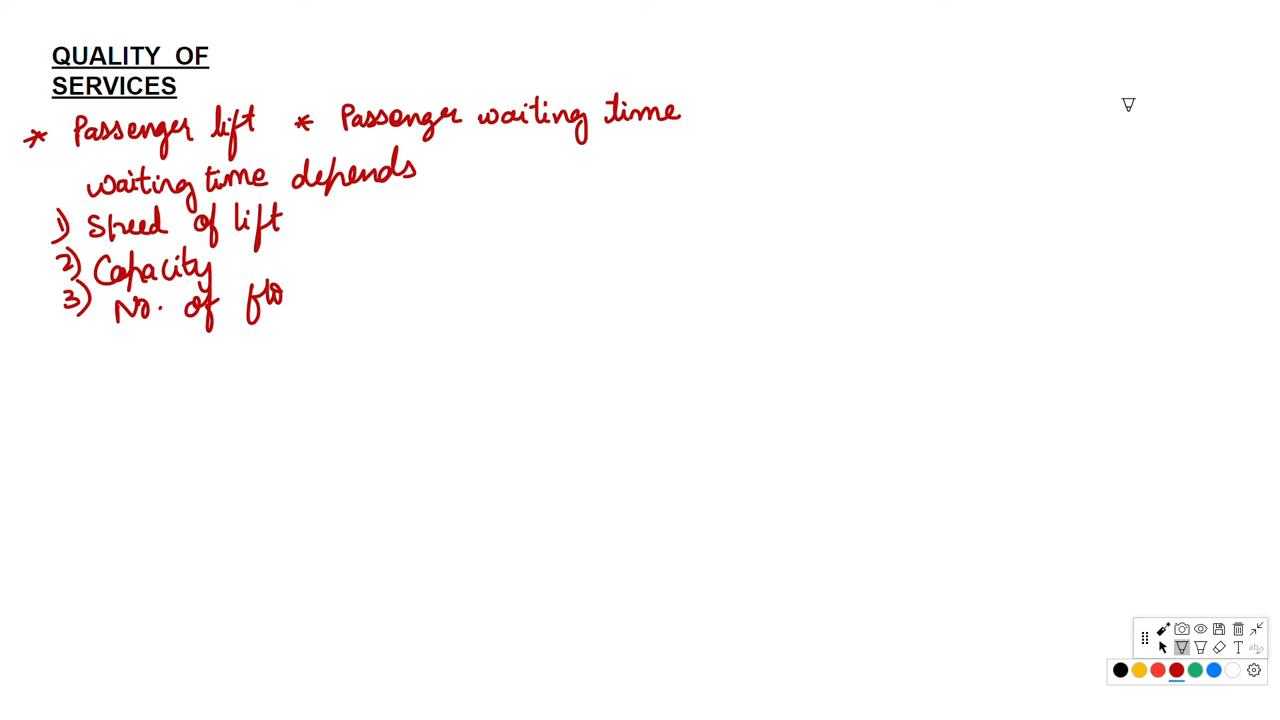 QUALITY OF
SERVICES
* Passenger lift * Passenger waiting time
waiting time depends
1) Speed of lift
2) Capacity
3) No. of flo